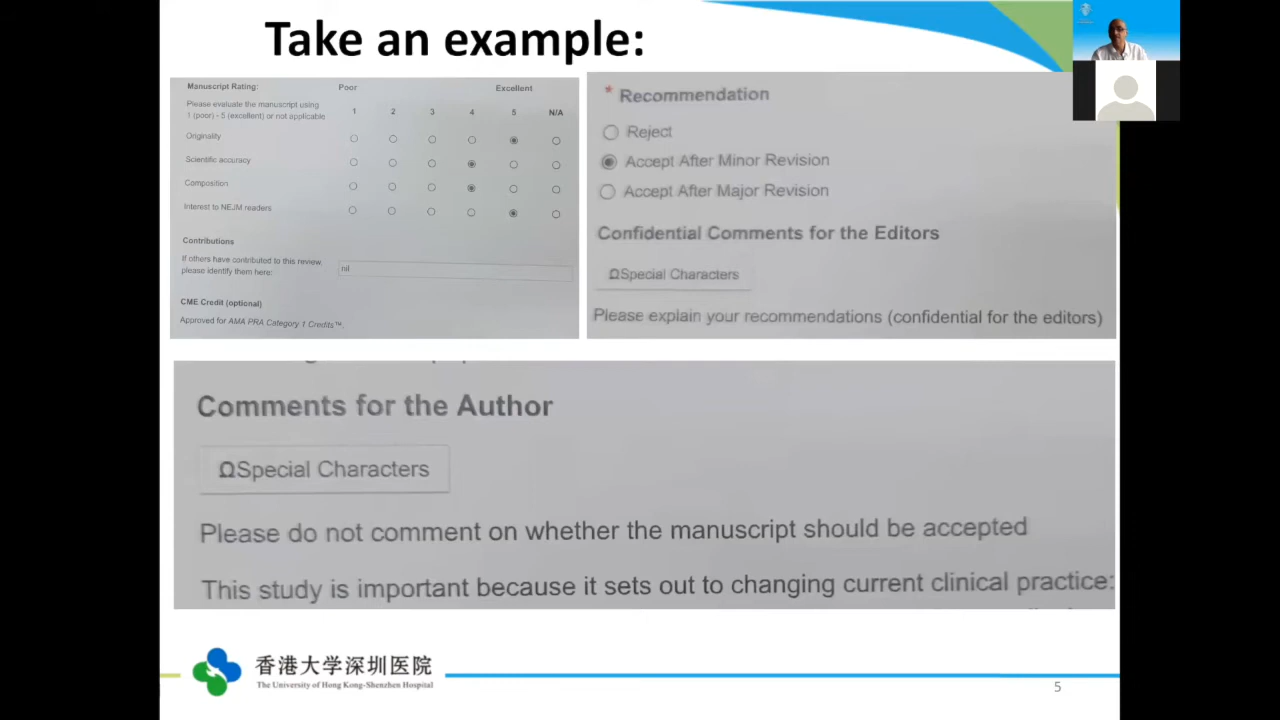 Take an example:
Manuscript Rating:
Poor
Excellent
Please evaluate the manuscript using
1 (poor) - 5 (excellent) or not applicable
1 2 3 4 5 N/A
Originality
Scientific accuracy
Composition
Interest to NEJM readers
Contributions
If others have contributed to this review,
please identify them here:
nil
CME Credit (optional)
Approved for AMA PRA Category 1 Credits™.
* Recommendation
Reject
Accept After Minor Revision
Accept After Major Revision
Confidential Comments for the Editors
ΩSpecial Characters
Please explain your recommendations (confidential for the editors)
Comments for the Author
ΩSpecial Characters
Please do not comment on whether the manuscript should be accepted
This study is important because it sets out to changing current clinical practice:
香港大学深圳医院
The University of Hong Kong-Shenzhen Hospital
5